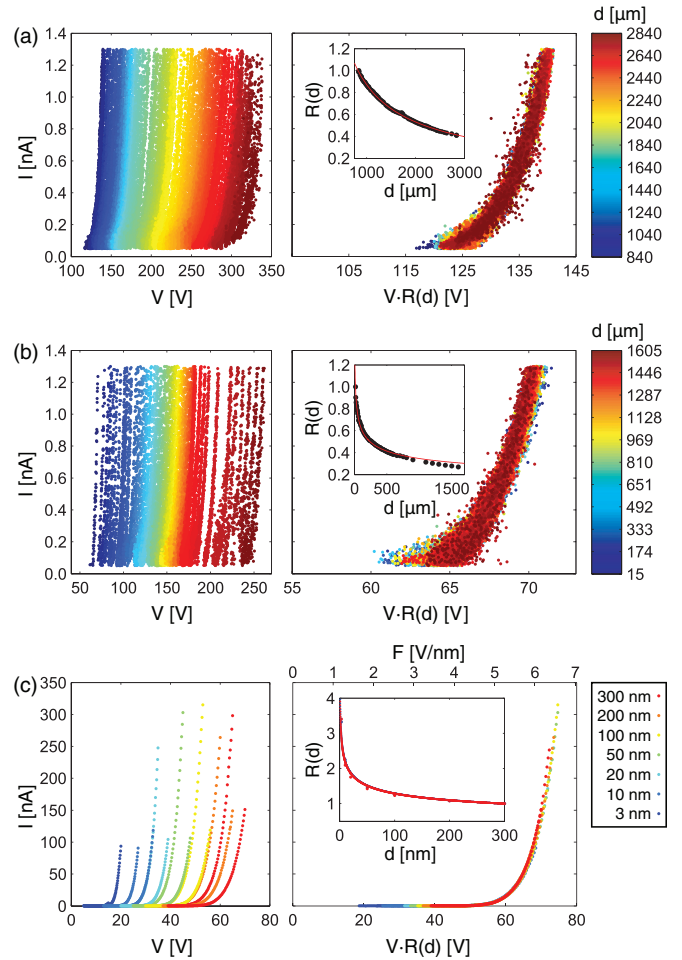 (a)
I [nA]
1.4
1.2
1.0
0.8
0.6
0.4
0.2
0.0
100 150 200 250 300 350
V [V]
R(d)
1.2
1.0
0.8
0.6
0.4
0.2
1000 2000 3000
d [µm]
105 115 125 135 145
V·R(d) [V]
d [µm]
2840
2640
2440
2240
2040
1840
1640
1440
1240
1040
840
(b)
I [nA]
1.4
1.2
1.0
0.8
0.6
0.4
0.2
0.0
50 100 150 200 250
V [V]
R(d)
1.2
1.0
0.8
0.6
0.4
0.2
0 500 1000 1500
d [µm]
55 60 65 70
V·R(d) [V]
d [µm]
1605
1446
1287
1128
969
810
651
492
333
174
15
(c)
I [nA]
350
300
250
200
150
100
50
0
0 20 40 60 80
V [V]
F [V/nm]
0 1 2 3 4 5 6 7
R(d)
4
3
2
1
0 100 200 300
d [nm]
0 20 40 60 80
V·R(d) [V]
300 nm
200 nm
100 nm
50 nm
20 nm
10 nm
3 nm